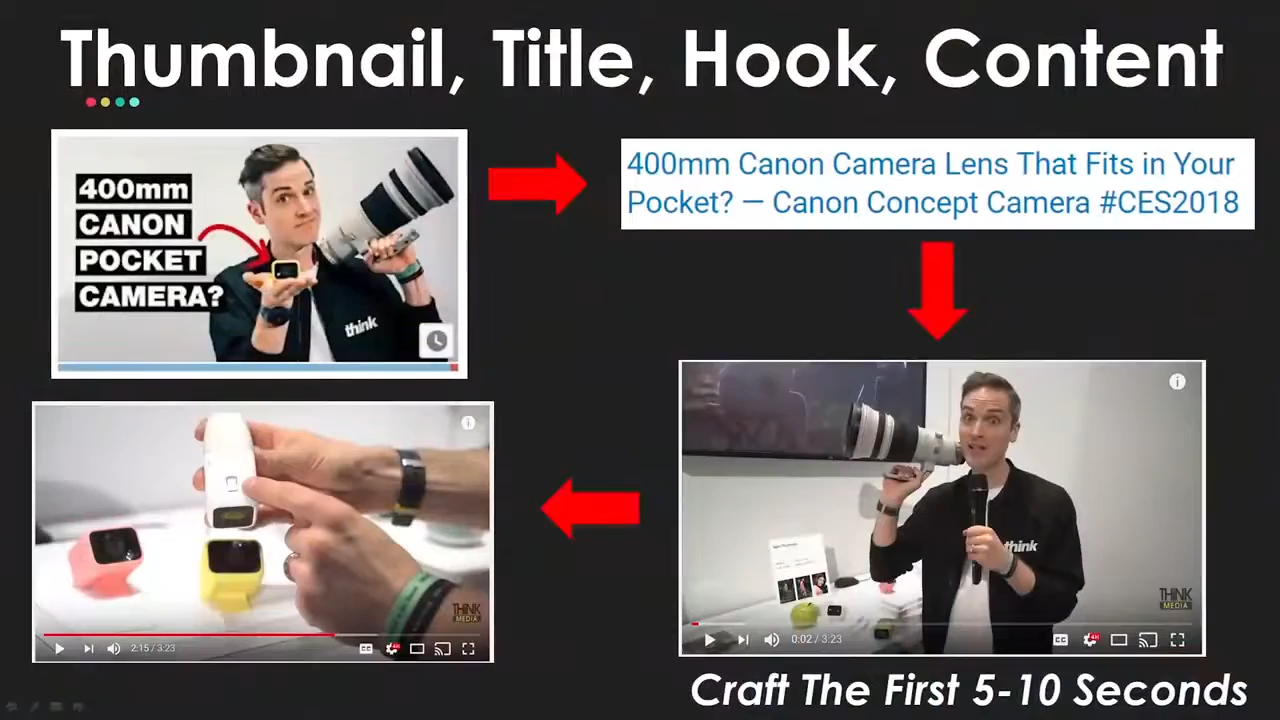 Thumbnail, Title, Hook, Content
400mm
CANON
POCKET
CAMERA?
think
400mm Canon Camera Lens That Fits in Your
Pocket? — Canon Concept Camera #CES2018
think
THINK
MEDIA
0:02 / 3:23
CC
THINK
MEDIA
2:15 / 3:23
CC
Craft The First 5-10 Seconds